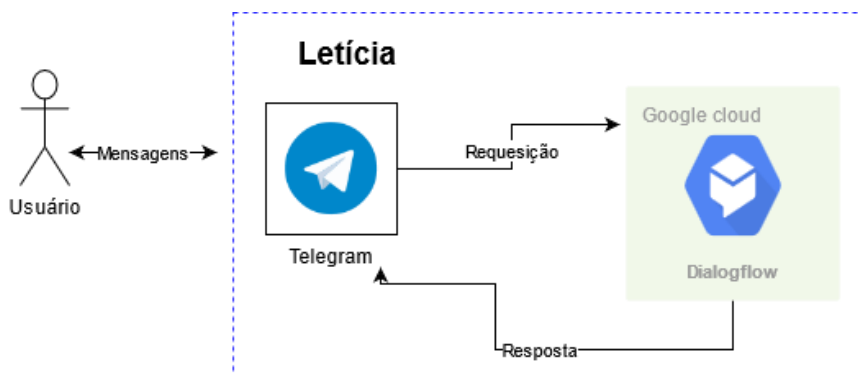 Letícia
Google cloud
Mensagens
Requesição
Usuário
Telegram
Dialogflow
Resposta